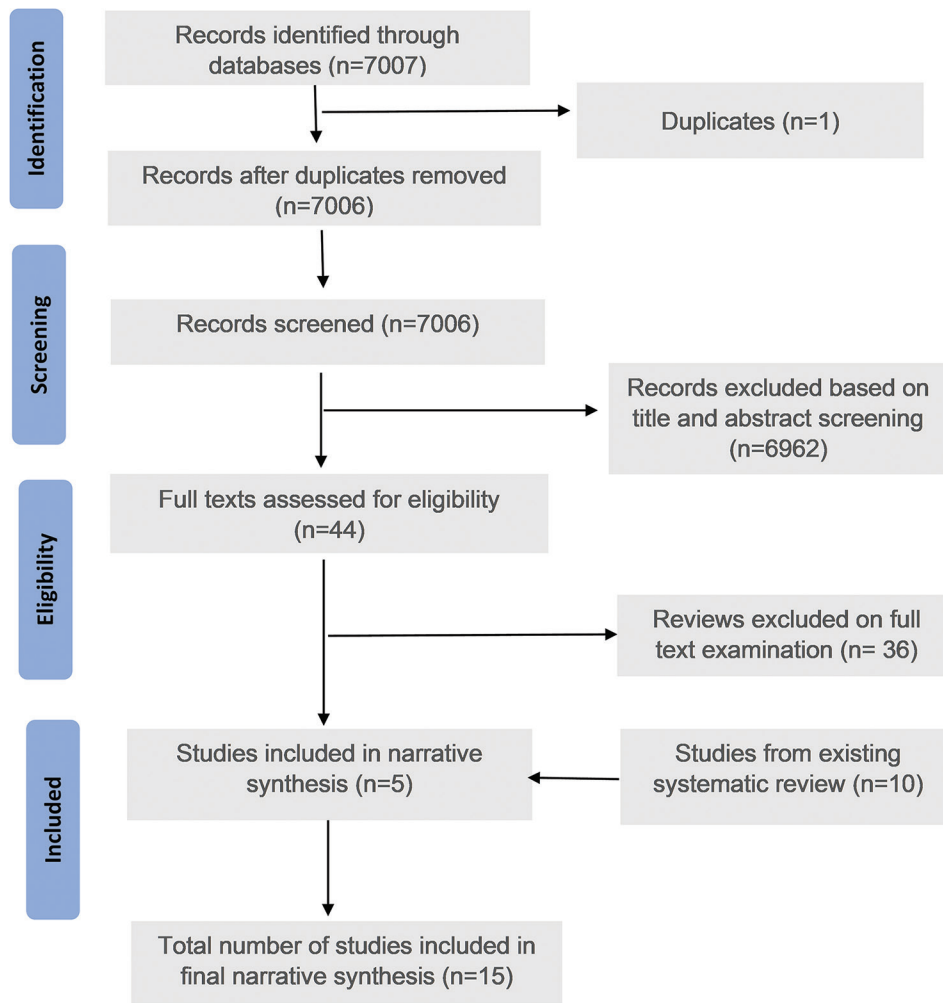 Identification
Records identified through
databases (n=7007)
Duplicates (n=1)
Records after duplicates removed
(n=7006)
Screening
Records screened (n=7006)
Records excluded based on
title and abstract screening
(n=6962)
Eligibility
Full texts assessed for eligibility
(n=44)
Reviews excluded on full
text examination (n= 36)
Included
Studies included in narrative
synthesis (n=5)
Studies from existing
systematic review (n=10)
Total number of studies included in
final narrative synthesis (n=15)